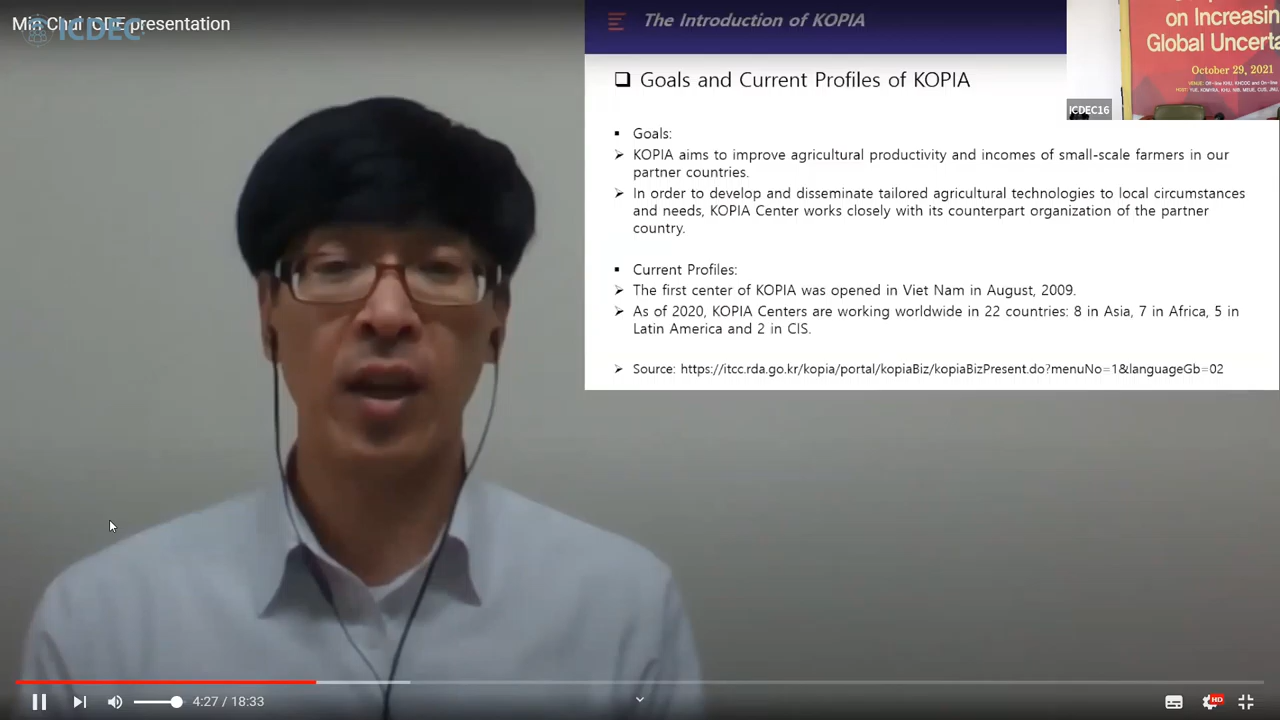 ICDEC
presentation
The Introduction of KOPIA
on Increasin
Global Uncerta
October 29, 2021
JCDEC16
❑ Goals and Current Profiles of KOPIA
▪ Goals:
➢ KOPIA aims to improve agricultural productivity and incomes of small-scale farmers in our
partner countries.
➢ In order to develop and disseminate tailored agricultural technologies to local circumstances
and needs, KOPIA Center works closely with its counterpart organization of the partner
country.
▪ Current Profiles:
➢ The first center of KOPIA was opened in Viet Nam in August, 2009.
➢ As of 2020, KOPIA Centers are working worldwide in 22 countries: 8 in Asia, 7 in Africa, 5 in
Latin America and 2 in CIS.
➢ Source: https://itcc.rda.go.kr/kopia/portal/kopiaBiz/kopiaBizPresent.do?menuNo=1&languageGb=02
4:27 / 18:33
HD